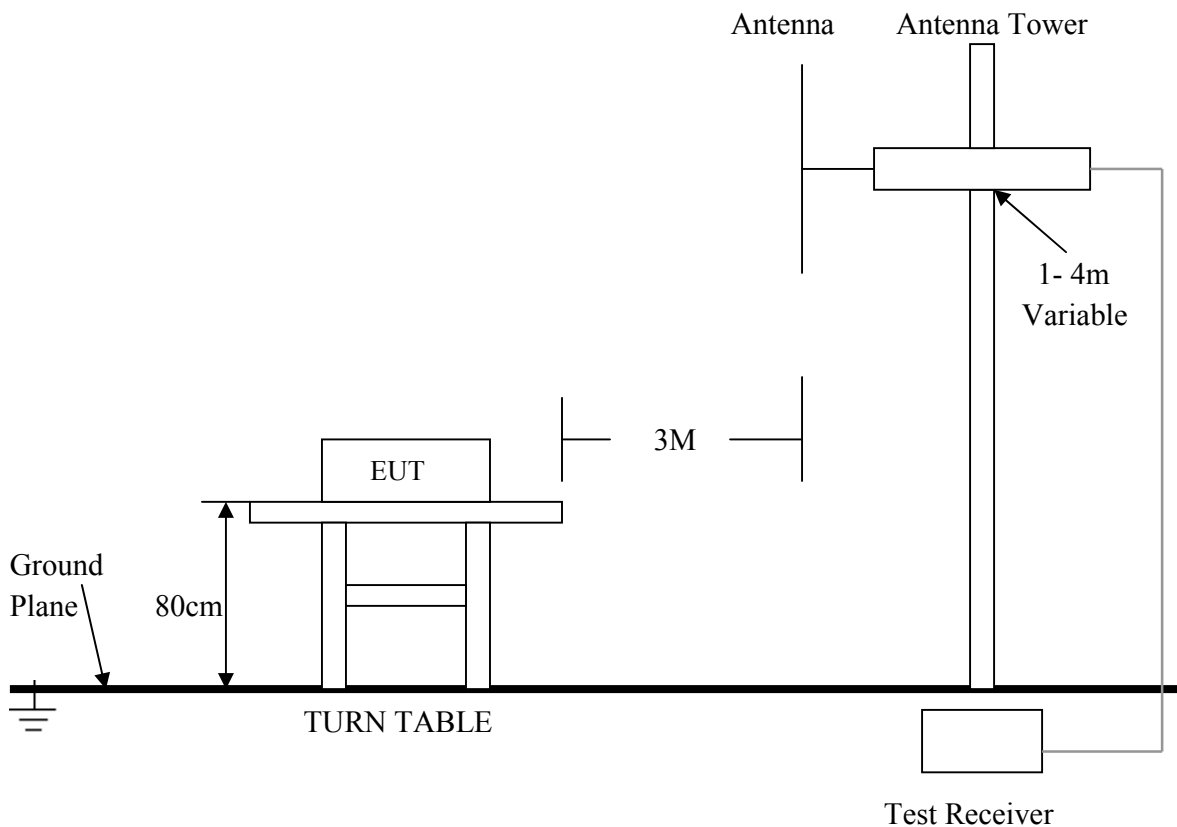 Antenna
Antenna Tower
1- 4m
Variable
3M
EUT
Ground
Plane
80cm
TURN TABLE
Test Receiver